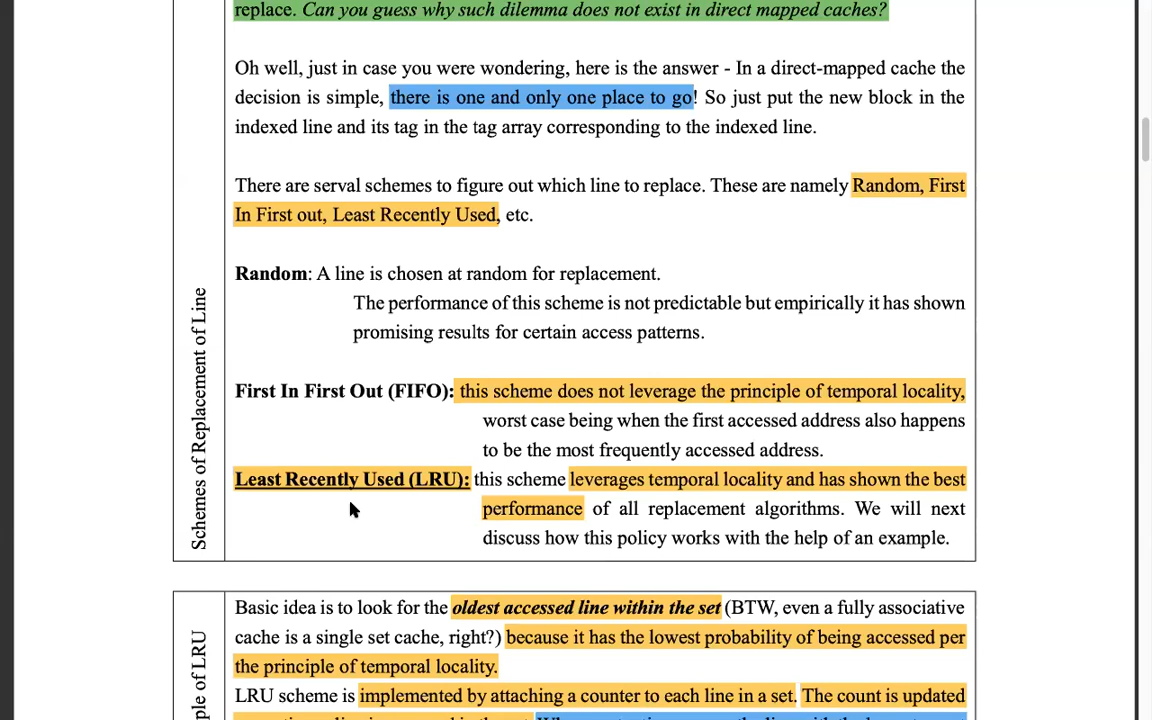 replace. Can you guess why such dilemma does not exist in direct mapped caches?
Oh well, just in case you were wondering, here is the answer - In a direct-mapped cache the
decision is simple, there is one and only one place to go! So just put the new block in the
indexed line and its tag in the tag array corresponding to the indexed line.
There are serval schemes to figure out which line to replace. These are namely Random, First
In First out, Least Recently Used, etc.
Random: A line is chosen at random for replacement.
The performance of this scheme is not predictable but empirically it has shown
promising results for certain access patterns.
First In First Out (FIFO): this scheme does not leverage the principle of temporal locality,
worst case being when the first accessed address also happens
to be the most frequently accessed address.
Least Recently Used (LRU): this scheme leverages temporal locality and has shown the best
performance of all replacement algorithms. We will next
discuss how this policy works with the help of an example.
Schemes of Replacement of Line
Basic idea is to look for the oldest accessed line within the set (BTW, even a fully associative
cache is a single set cache, right?) because it has the lowest probability of being accessed per
the principle of temporal locality.
LRU scheme is implemented by attaching a counter to each line in a set. The count is updated
ple of LRU